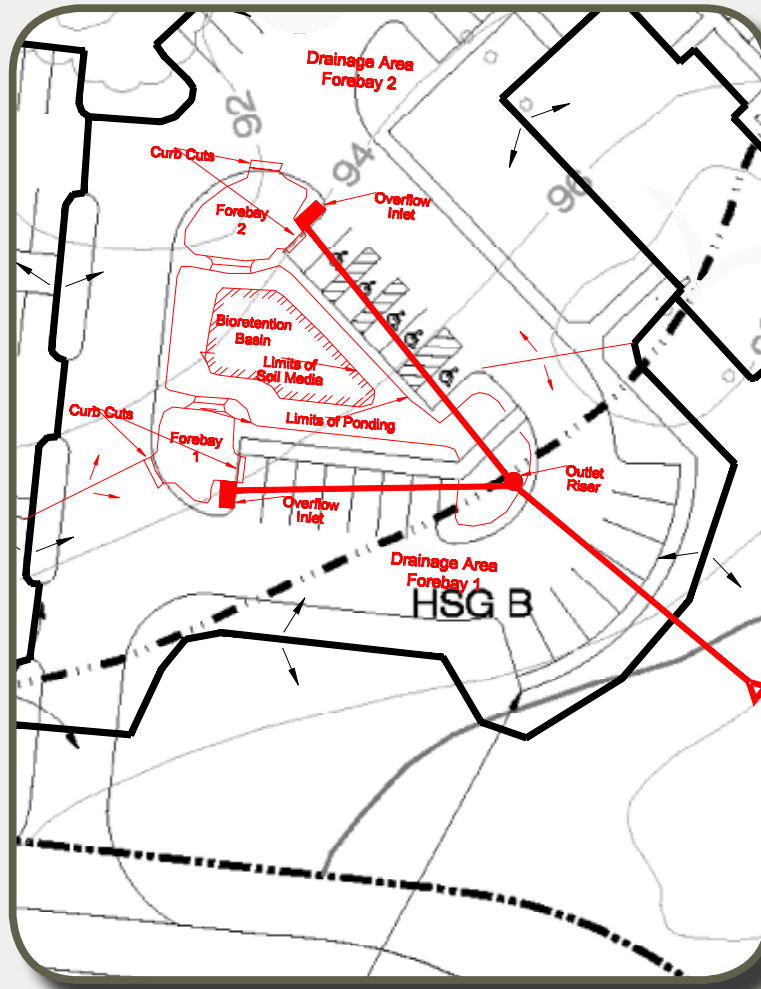 Drainage Area
Forebay 2
92
94
96
Curb Cuts
Forebay
2
Overflow
Inlet
Bioretention
Basin
Limits of
Soil Media
Limits of Ponding
Curb Cuts
Forebay
1
Overflow
Inlet
Outlet
Riser
Drainage Area
Forebay 1
HSG B